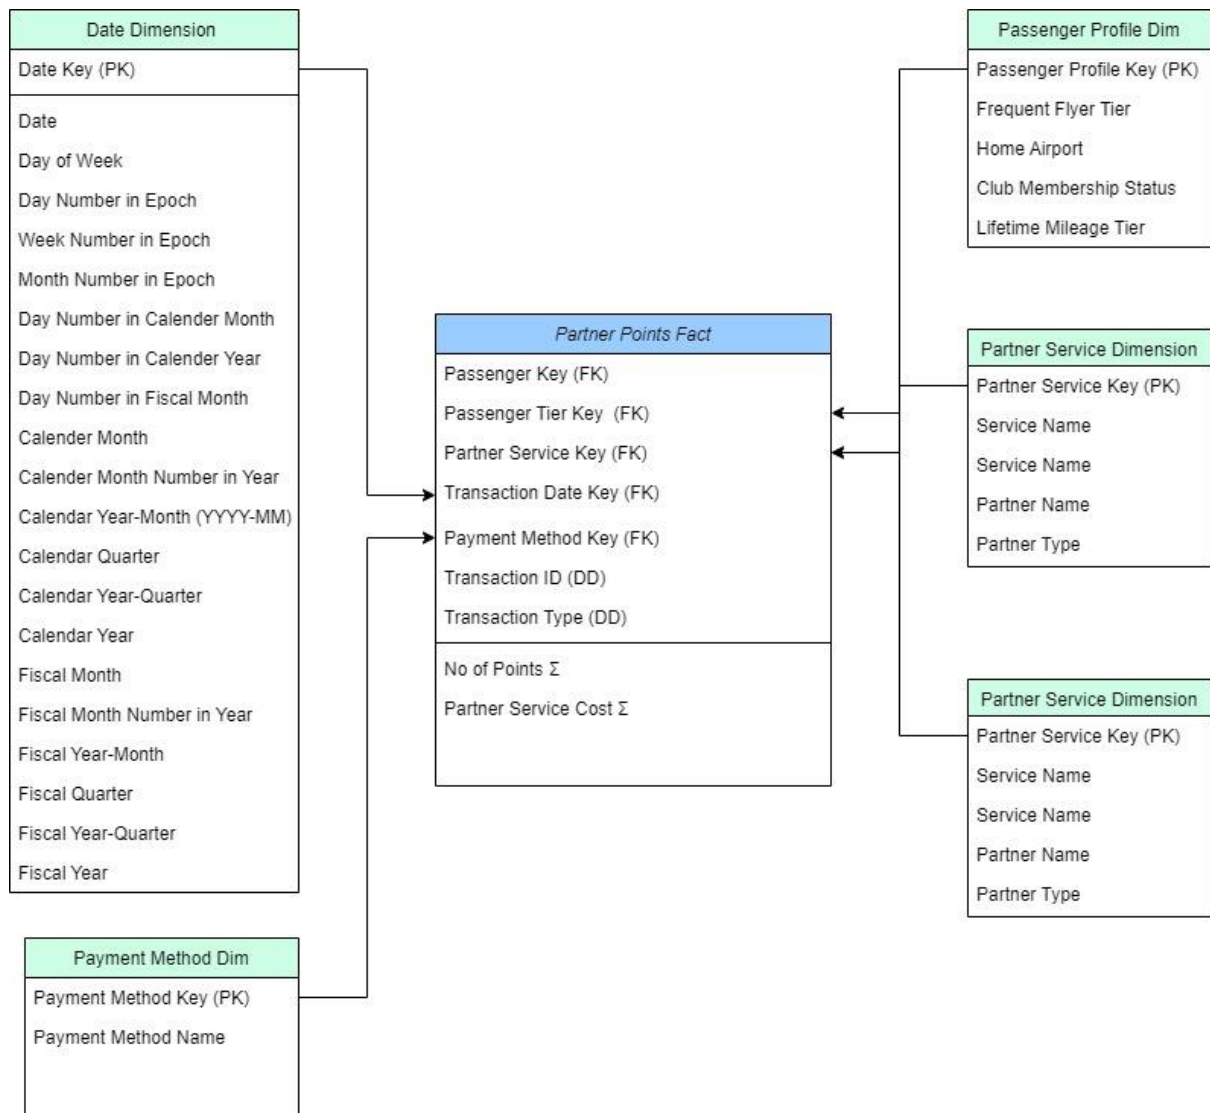 Date Dimension
Date Key (PK)
Date
Day of Week
Day Number in Epoch
Week Number in Epoch
Month Number in Epoch
Day Number in Calender Month
Day Number in Calender Year
Day Number in Fiscal Month
Calender Month
Calender Month Number in Year
Calendar Year-Month (YYYY-MM)
Calendar Quarter
Calendar Year-Quarter
Calendar Year
Fiscal Month
Fiscal Month Number in Year
Fiscal Year-Month
Fiscal Quarter
Fiscal Year-Quarter
Fiscal Year
Payment Method Dim
Payment Method Key (PK)
Payment Method Name
Partner Points Fact
Passenger Key (FK)
Passenger Tier Key (FK)
Partner Service Key (FK)
Transaction Date Key (FK)
Payment Method Key (FK)
Transaction ID (DD)
Transaction Type (DD)
No of Points Σ
Partner Service Cost Σ
Passenger Profile Dim
Passenger Profile Key (PK)
Frequent Flyer Tier
Home Airport
Club Membership Status
Lifetime Mileage Tier
Partner Service Dimension
Partner Service Key (PK)
Service Name
Service Name
Partner Name
Partner Type
Partner Service Dimension
Partner Service Key (PK)
Service Name
Service Name
Partner Name
Partner Type